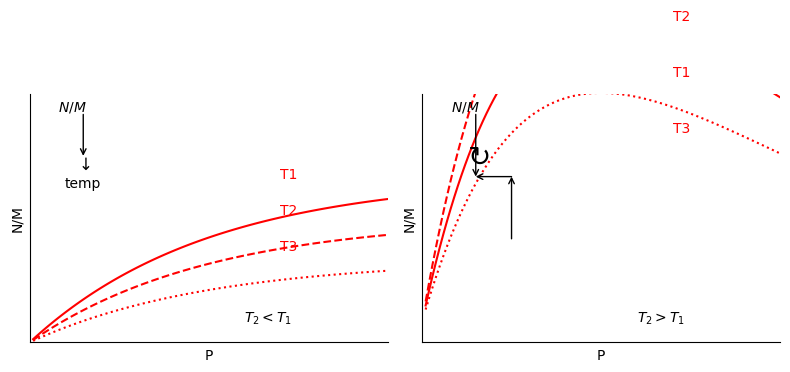 T2
T1
T3
N/M
↓
temp
T1
T2
T3
T₂ < T₁
N/M
P
N/M
↻
T₂ > T₁
N/M
P